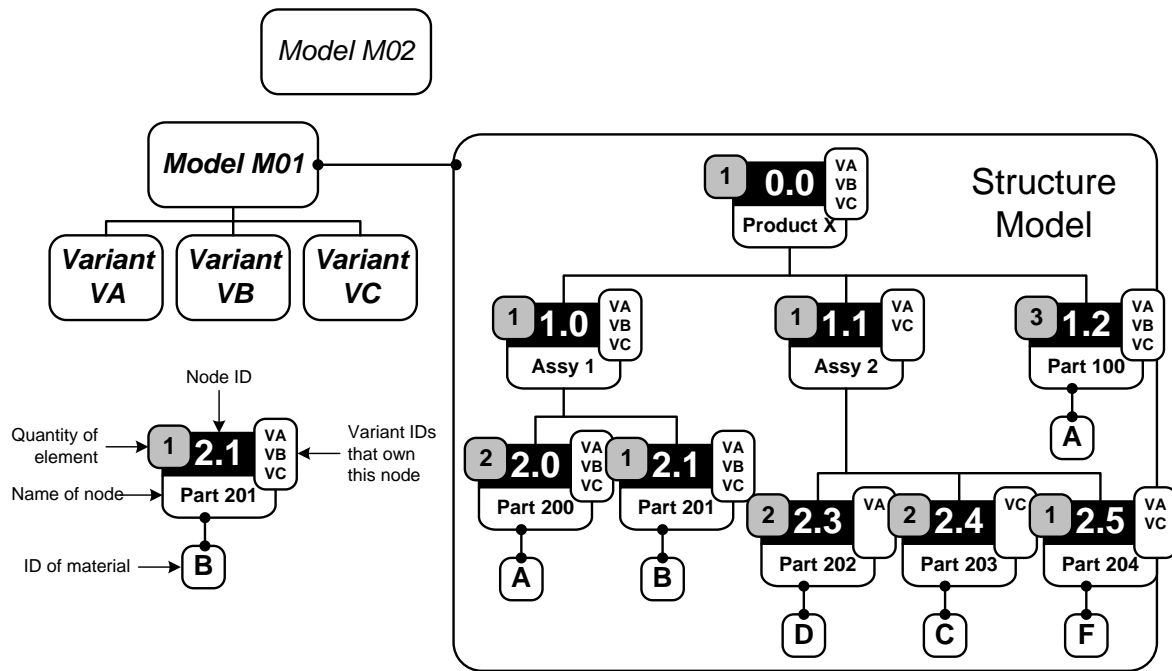 Model M02
Model M01
Variant
VA
Variant
VB
Variant
VC
Node ID
Quantity of
element
1
2.1
VA
VB
VC
Variant IDs
that own
this node
Name of node
Part 201
ID of material
B
Structure
Model
1
0.0
VA
VB
VC
Product X
1
1.0
VA
VB
VC
Assy 1
1
1.1
VA
VC
Assy 2
3
1.2
VA
VB
VC
Part 100
A
2
2.0
VA
VB
VC
Part 200
A
1
2.1
VA
VB
VC
Part 201
B
2
2.3
VA
Part 202
D
2
2.4
VC
Part 203
C
1
2.5
VA
VC
Part 204
F